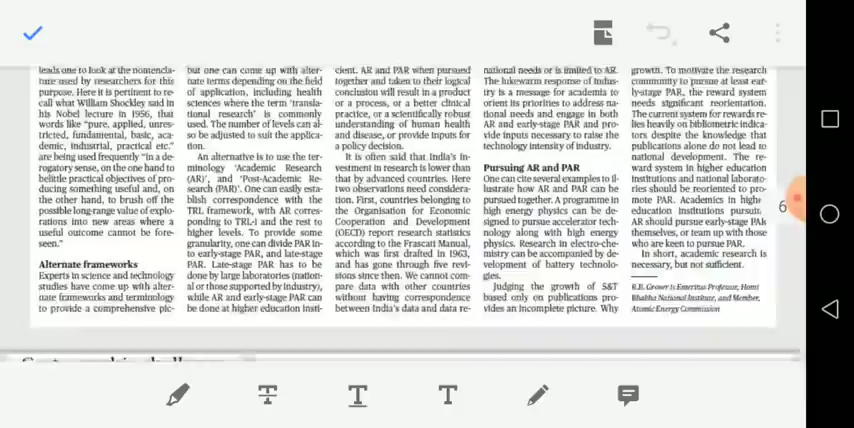 leads one to look at the nomencla-
ture used by researchers for this
purpose. Here it is pertinent to re-
call what William Shockley said in
his Nobel lecture in 1956, that
words like "pure, applied, unres-
tricted, fundamental, basic, aca-
demic, industrial, practical etc."
are being used frequently "in a de-
rogatory sense, on the one hand to
belittle practical objectives of pro-
ducing something useful and, on
the other hand, to brush off the
possible long-range value of explo-
rations into new areas where a
useful outcome cannot be fore-
seen."
Alternate frameworks
Experts in science and technology
studies have come up with alter-
nate frameworks and terminology
to provide a comprehensive pic-
but one can come up with alter-
nate terms depending on the field
of application, including health
sciences where the term 'transla-
tional research' is commonly
used. The number of levels can al-
so be adjusted to suit the applica-
tion.
An alternative is to use the ter-
minology 'Academic Research
(AR)', and 'Post-Academic Re-
search (PAR)'. One can easily esta-
blish correspondence with the
TRL framework, with AR corres-
ponding to TRL-1 and the rest to
higher levels. To provide some
granularity, one can divide PAR in-
to early-stage PAR, and late-stage
PAR. Late-stage PAR has to be
done by large laboratories (nation-
al or those supported by industry),
while AR and early-stage PAR can
be done at higher education insti-
cient. AR and PAR when pursued
together and taken to their logical
conclusion will result in a product
or a process, or a better clinical
practice, or a scientifically robust
understanding of human health
and disease, or provide inputs for
a policy decision.
It is often said that India's in-
vestment in research is lower than
that by advanced countries. Here
two observations need considera-
tion. First, countries belonging to
the Organisation for Economic
Cooperation and Development
(OECD) report research statistics
according to the Frascati Manual,
which was first drafted in 1963,
and has gone through five revi-
sions since then. We cannot com-
pare data with other countries
without having correspondence
between India's data and data re-
national needs or is limited to AR.
The lukewarm response of indus-
try is a message for academia to
orient its priorities to address na-
tional needs and engage in both
AR and early-stage PAR and pro-
vide inputs necessary to raise the
technology intensity of industry.
Pursuing AR and PAR
One can cite several examples to il-
lustrate how AR and PAR can be
pursued together. A programme in
high energy physics can be de-
signed to pursue accelerator tech-
nology along with high energy
physics. Research in electro-che-
mistry can be accompanied by de-
velopment of battery technolo-
gies.
Judging the growth of S&T
based only on publications pro-
vides an incomplete picture. Why
growth. To motivate the research
community to pursue at least ear-
ly-stage PAR, the reward system
needs significant reorientation.
The current system for rewards re-
lies heavily on bibliometric indica-
tors despite the knowledge that
publications alone do not lead to
national development. The re-
ward system in higher education
institutions and national laborato-
ries should be reoriented to pro-
mote PAR. Academics in
education institutions pursuing
AR should pursue early-stage PAR
themselves, or team up with those
who are keen to pursue PAR.
In short, academic research is
necessary, but not sufficient.
R.B. Grover is Emeritus Professor, Homi
Bhabha National Institute, and Member,
Atomic Energy Commission
6
T
T
T